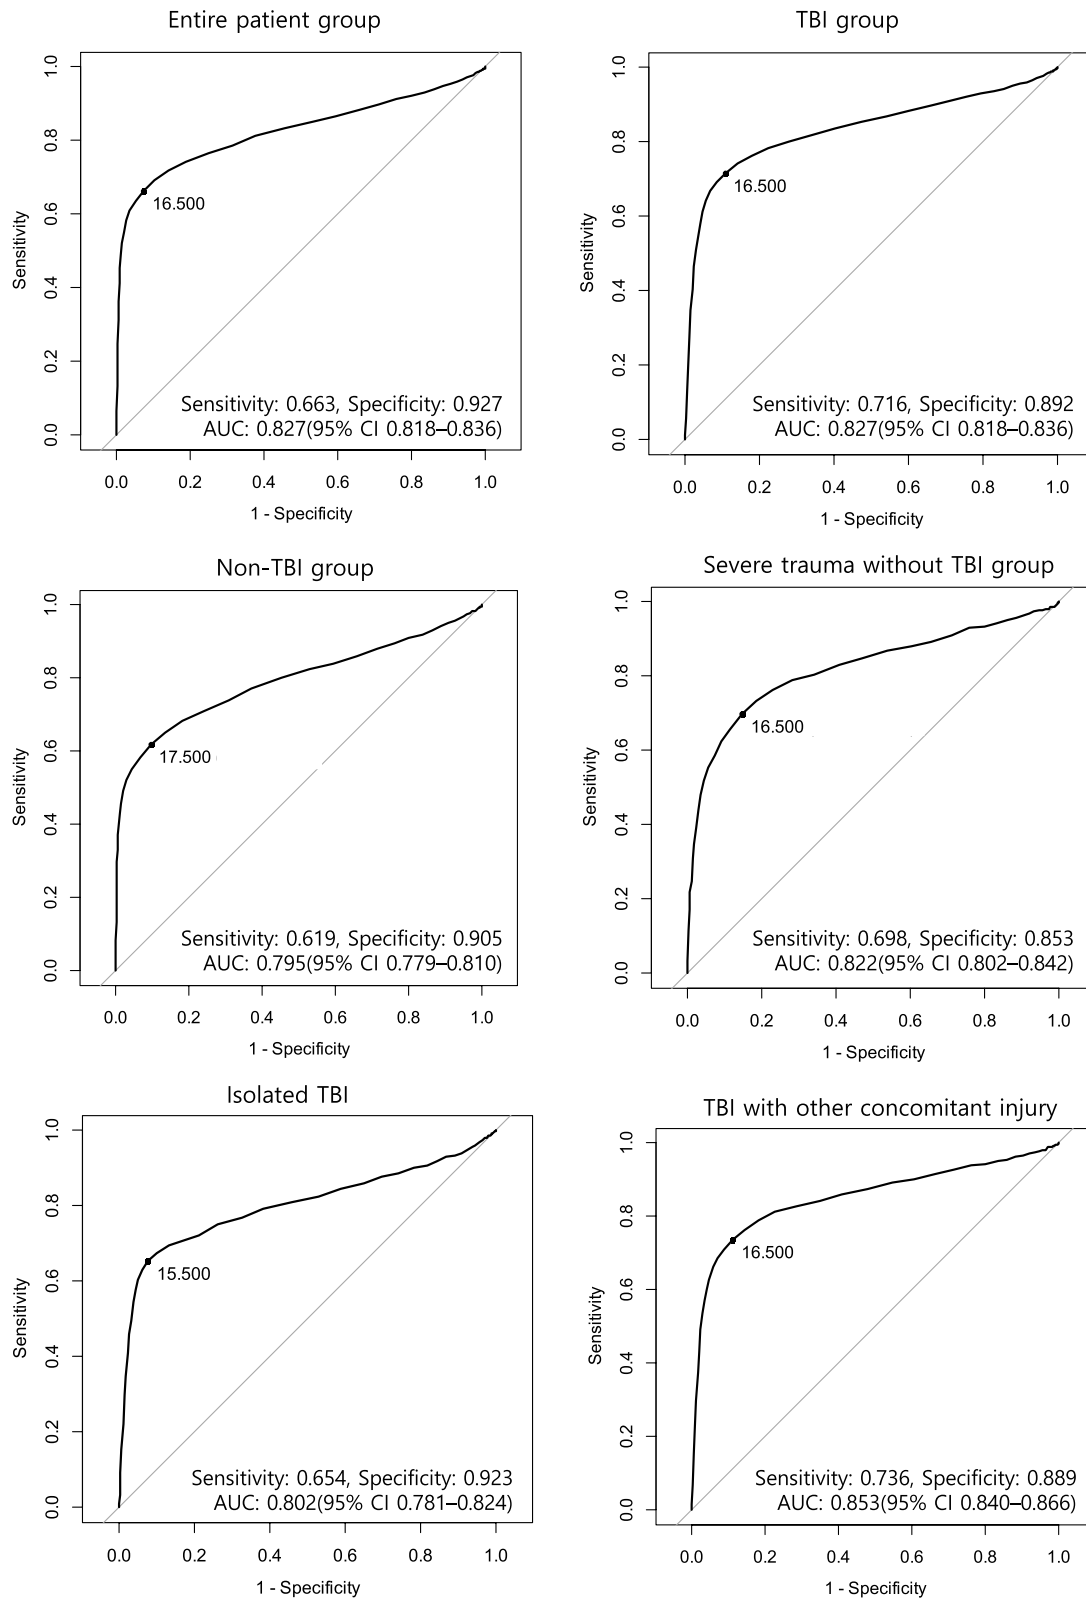 Entire patient group
1.0
0.8
0.6
0.4
0.2
0.0
Sensitivity
16.500
Sensitivity: 0.663, Specificity: 0.927
AUC: 0.827(95% CI 0.818–0.836)
0.0 0.2 0.4 0.6 0.8 1.0
1 - Specificity
TBI group
1.0
0.8
0.6
0.4
0.2
0.0
Sensitivity
16.500
Sensitivity: 0.716, Specificity: 0.892
AUC: 0.827(95% CI 0.818–0.836)
0.0 0.2 0.4 0.6 0.8 1.0
1 - Specificity
Non-TBI group
1.0
0.8
0.6
0.4
0.2
0.0
Sensitivity
17.500
Sensitivity: 0.619, Specificity: 0.905
AUC: 0.795(95% CI 0.779–0.810)
0.0 0.2 0.4 0.6 0.8 1.0
1 - Specificity
Severe trauma without TBI group
1.0
0.8
0.6
0.4
0.2
0.0
Sensitivity
16.500
Sensitivity: 0.698, Specificity: 0.853
AUC: 0.822(95% CI 0.802–0.842)
0.0 0.2 0.4 0.6 0.8 1.0
1 - Specificity
Isolated TBI
1.0
0.8
0.6
0.4
0.2
0.0
Sensitivity
15.500
Sensitivity: 0.654, Specificity: 0.923
AUC: 0.802(95% CI 0.781–0.824)
0.0 0.2 0.4 0.6 0.8 1.0
1 - Specificity
TBI with other concomitant injury
1.0
0.8
0.6
0.4
0.2
0.0
Sensitivity
16.500
Sensitivity: 0.736, Specificity: 0.889
AUC: 0.853(95% CI 0.840–0.866)
0.0 0.2 0.4 0.6 0.8 1.0
1 - Specificity